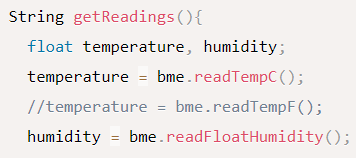 String getReadings(){
float temperature, humidity;
temperature = bme.readTempC();
//temperature = bme.readTempF();
humidity = bme.readFloatHumidity();